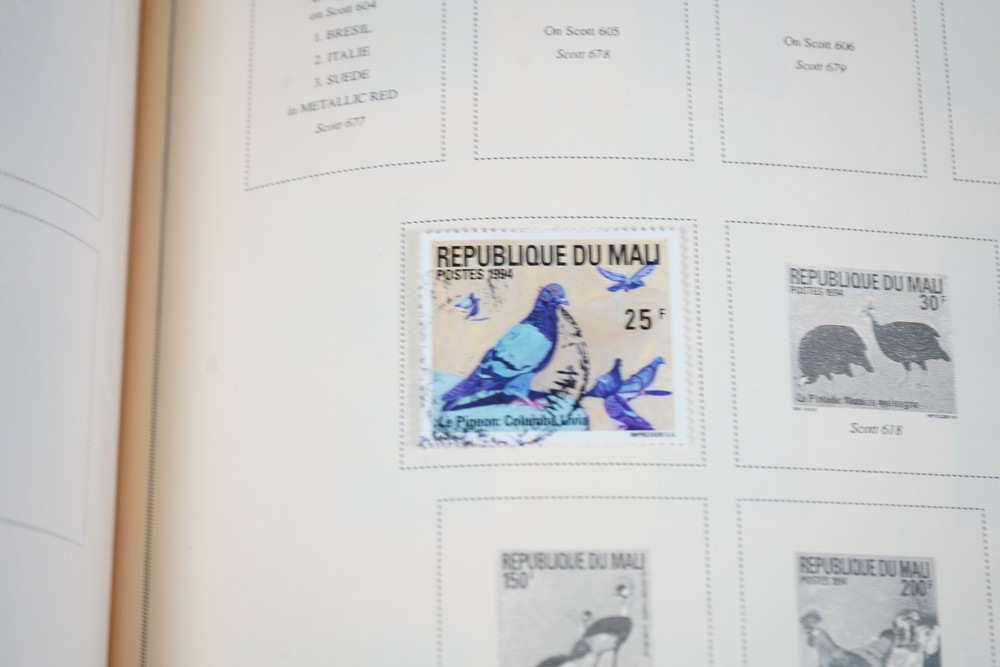 on Scott 604
1. BRESIL
2. ITALIE
3. SUEDE
in METALLIC RED
Scott 677
On Scott 605
Scott 678
On Scott 606
Scott 679
REPUBLIQUE DU MALI
POSTES 1994
25F
Le Pigeon: Columba Livia
REPUBLIQUE DU MALI
POSTES 1994
30F
La Pintade
Scott 618
REPUBLIQUE DU MALI
150F
REPUBLIQUE DU MALI
POSTES 1994
200F